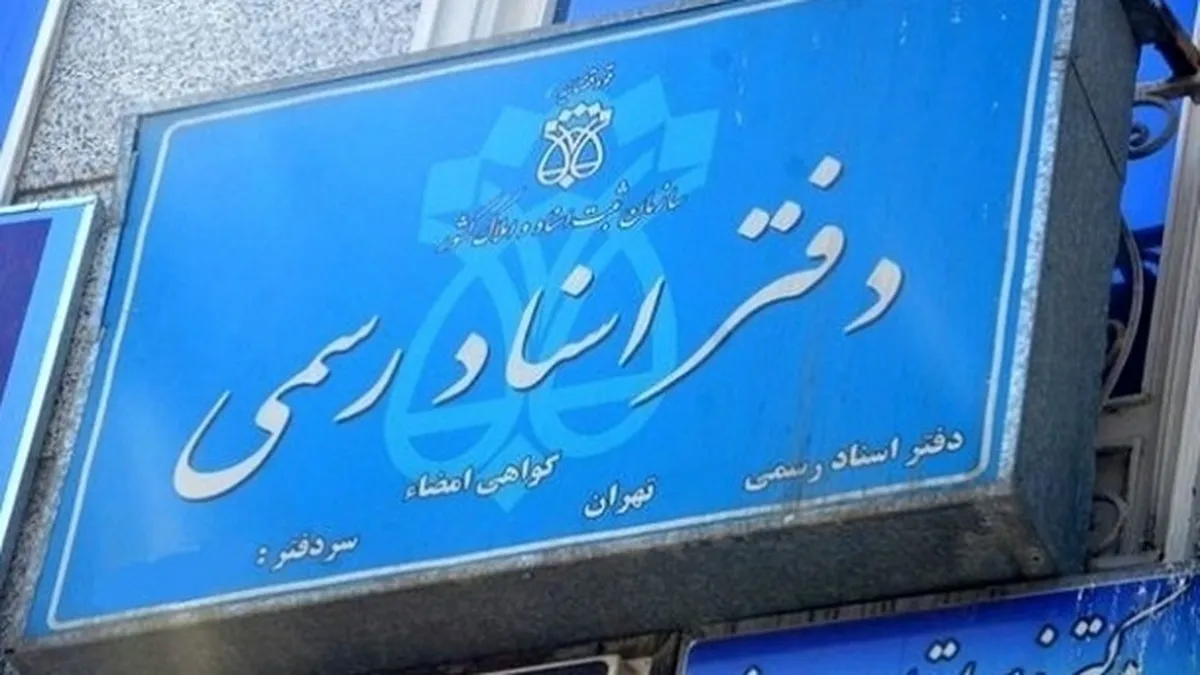 سازمان ثبت اسناد و املاک کشور
دفتر اسناد رسمی
دفتر اسناد رسمی
تهران
گواهی امضاء
سردفتر :